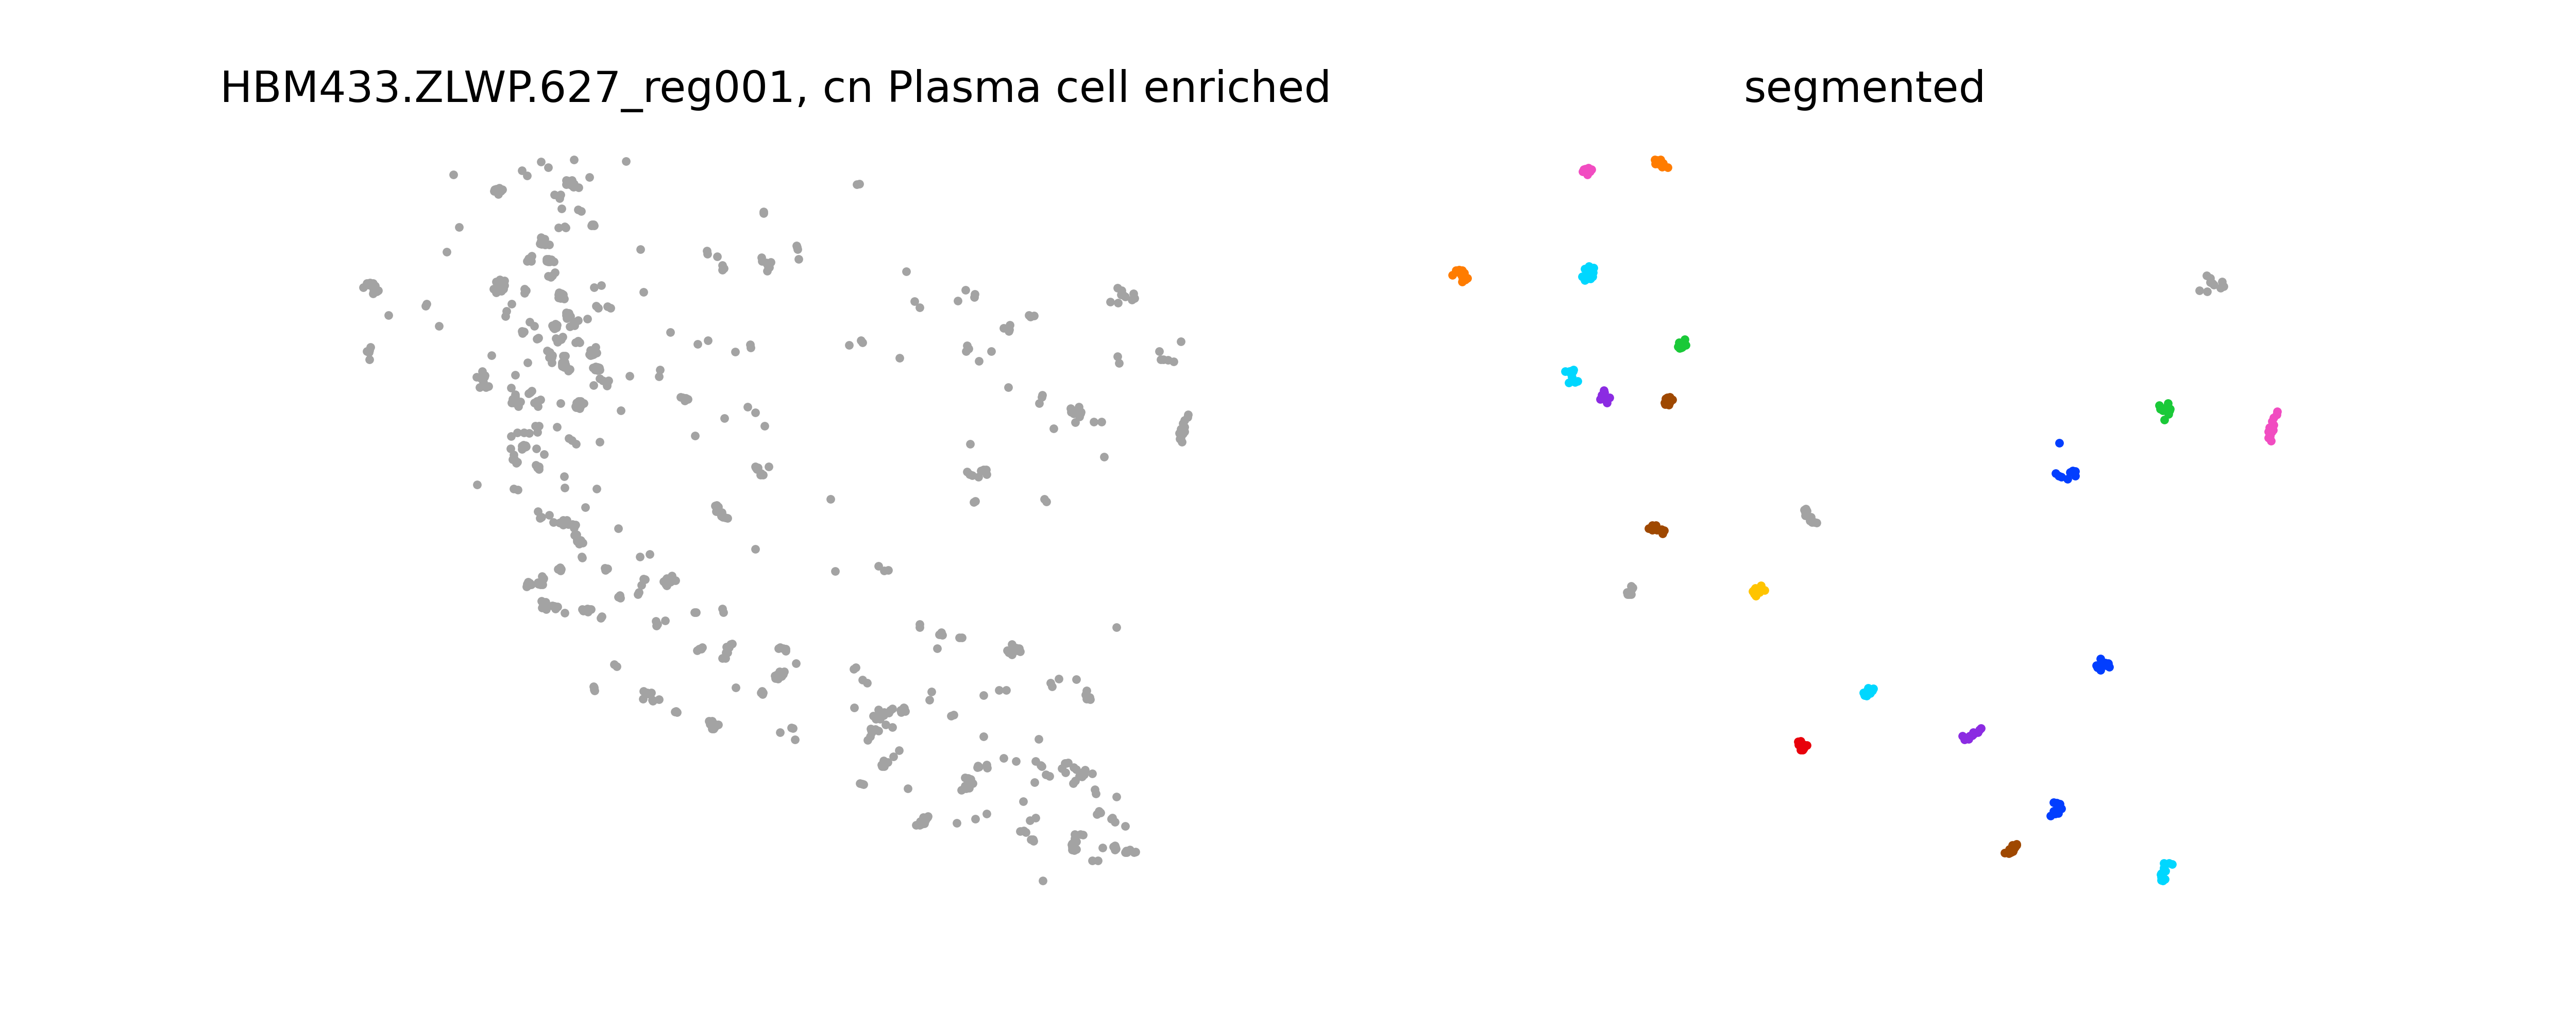 HBM433.ZLWP.627_reg001, cn Plasma cell enriched
segmented